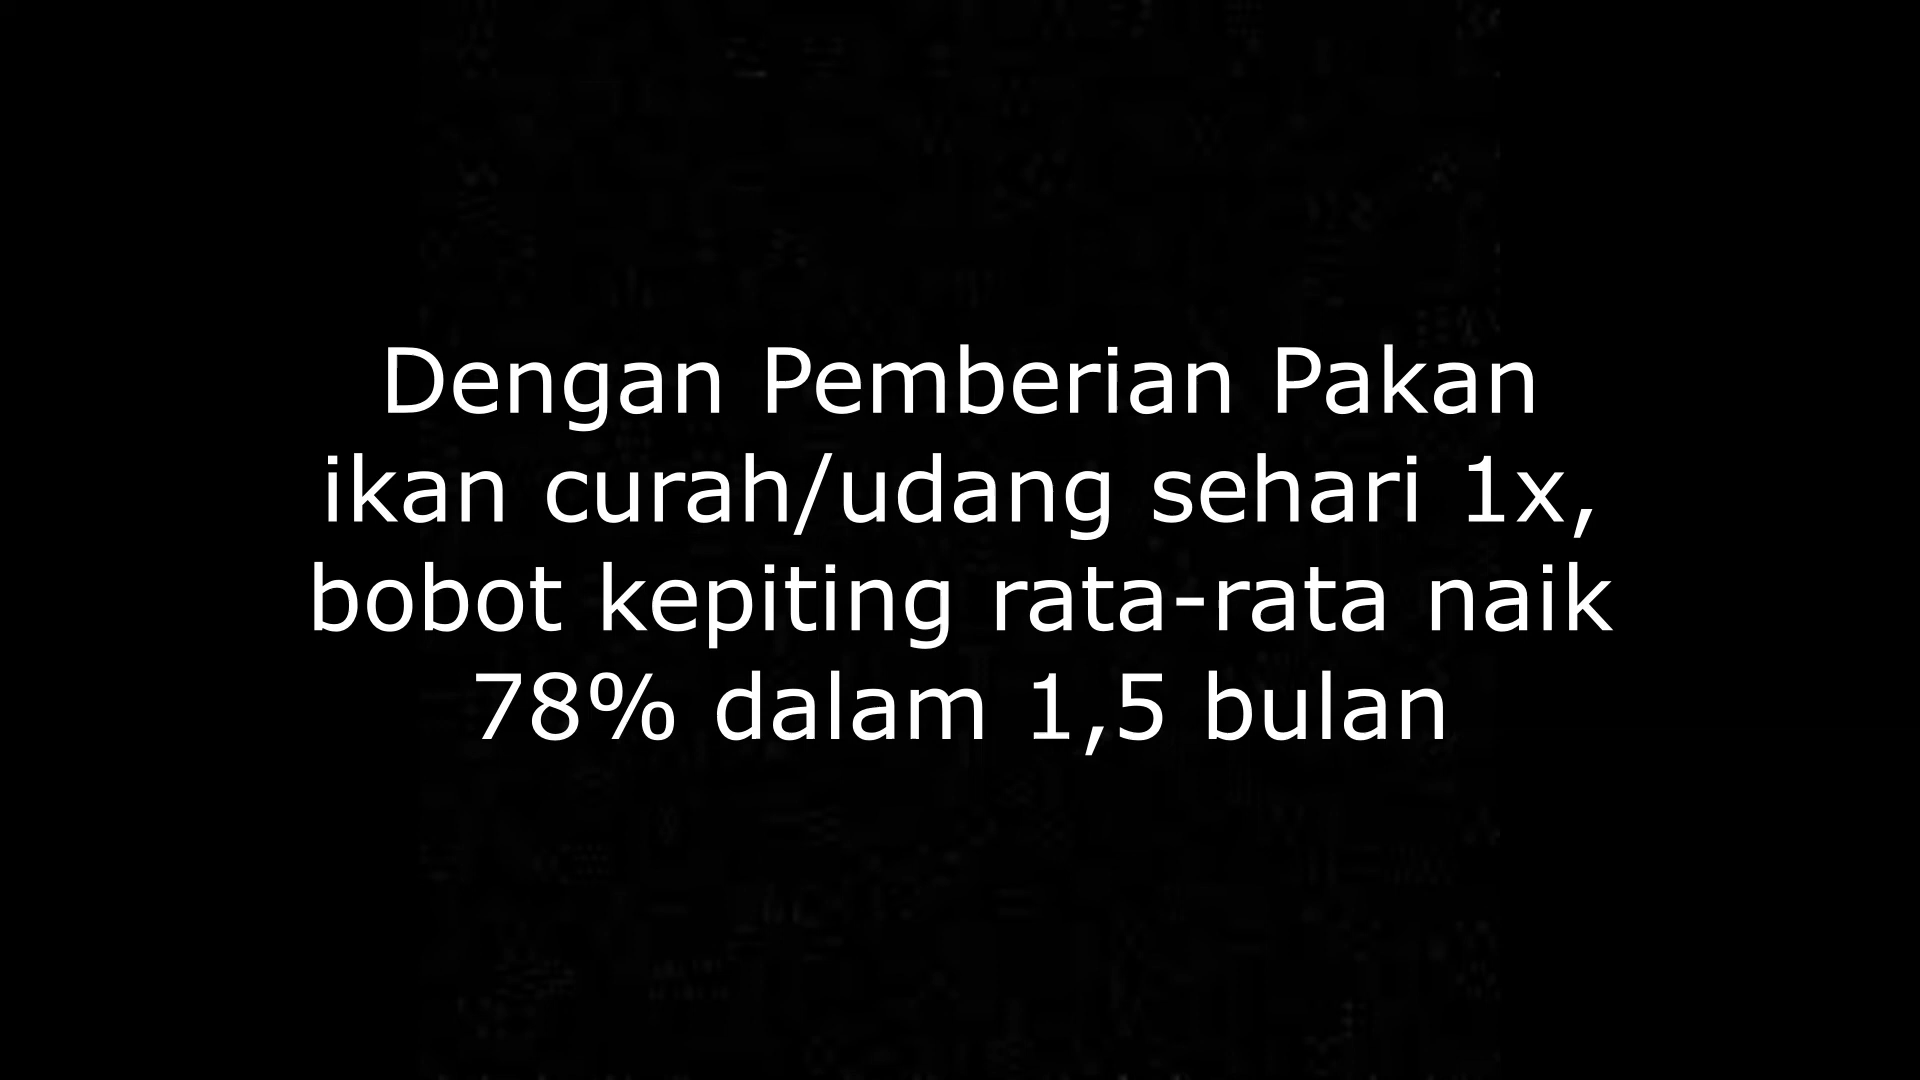 Dengan Pemberian Pakan
ikan curah/udang sehari 1x,
bobot kepiting rata-rata naik
78% dalam 1,5 bulan